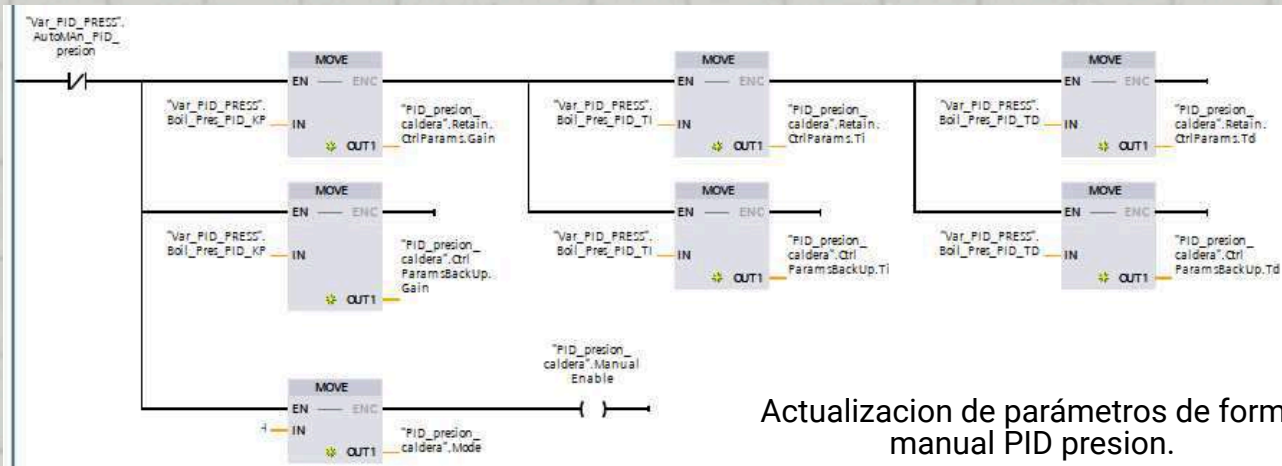 "Var_PID_PRESS".
AutoMAn_PID_
presion
MOVE
EN
ENO
"Var_PID_PRESS".
Boil_Pres_PID_KP
IN
OUT1
"PID_presion_
caldera".Retain.
CtrlParams.Gain
MOVE
EN
ENO
"Var_PID_PRESS".
Boil_Pres_PID_TI
IN
OUT1
"PID_presion_
caldera".Retain.
CtrlParams.Ti
MOVE
EN
ENO
"Var_PID_PRESS".
Boil_Pres_PID_TD
IN
OUT1
"PID_presion_
caldera".Retain.
CtrlParams.Td
MOVE
EN
ENO
"Var_PID_PRESS".
Boil_Pres_PID_KP
IN
OUT1
"PID_presion_
caldera".Ctrl
ParamsBackUp.
Gain
MOVE
EN
ENO
"Var_PID_PRESS".
Boil_Pres_PID_TI
IN
OUT1
"PID_presion_
caldera".Ctrl
ParamsBackUp.Ti
MOVE
EN
ENO
"Var_PID_PRESS".
Boil_Pres_PID_TD
IN
OUT1
"PID_presion_
caldera".Ctrl
ParamsBackUp.Td
MOVE
EN
ENO
IN
OUT1
"PID_presion_
caldera".Mode
"PID_presion_
caldera".Manual
Enable
Actualizacion de parámetros de form
manual PID presion.